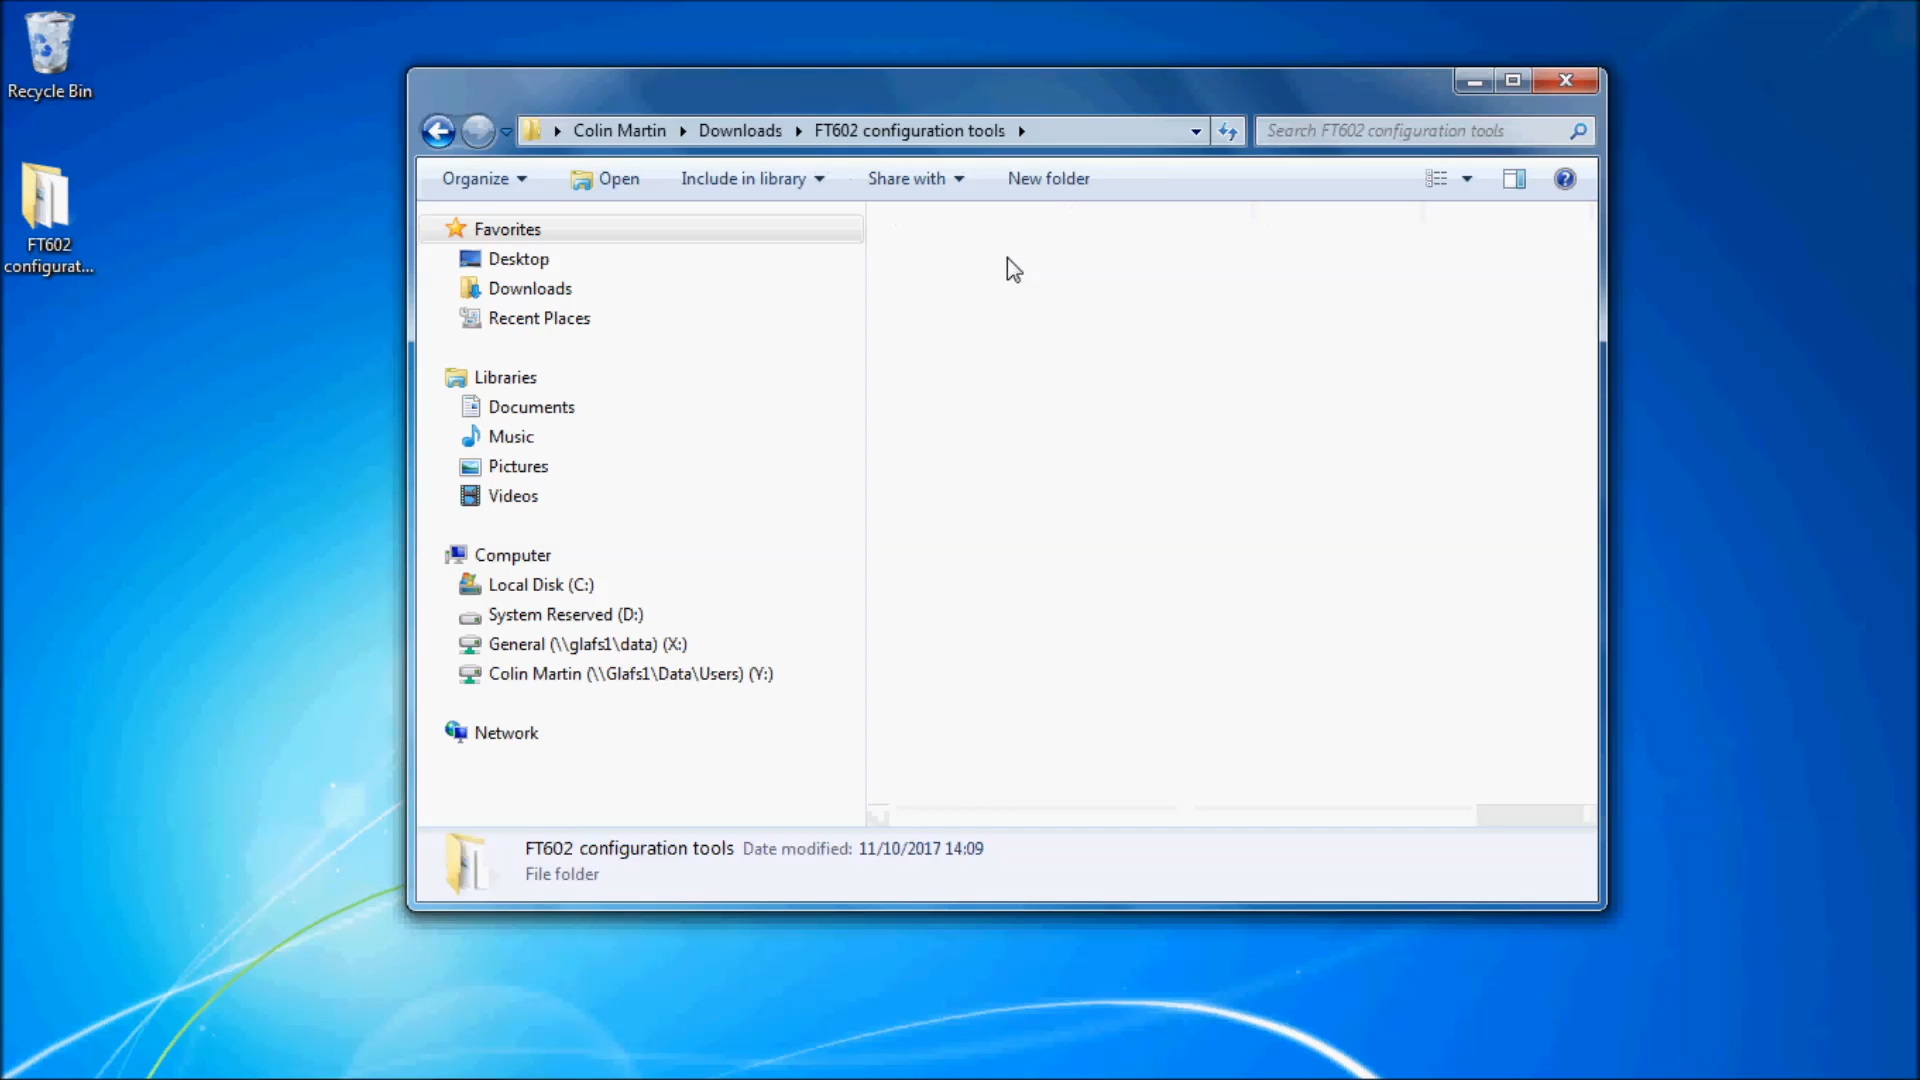 Recycle Bin
FT602
configurat...
Colin Martin Downloads FT602 configuration tools
Search FT602 configuration tools
Organize Open Include in library Share with New folder
Favorites
Desktop
Downloads
Recent Places
Libraries
Documents
Music
Pictures
Videos
Computer
Local Disk (C:)
System Reserved (D:)
General (\\glafs1\data) (X:)
Colin Martin (\\Glafs1\Data\Users) (Y:)
Network
FT602 configuration tools Date modified: 11/10/2017 14:09
File folder